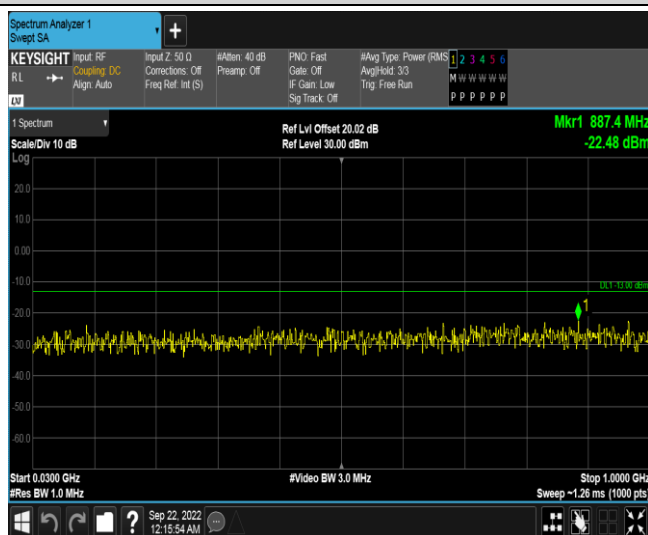 Spectrum Analyzer 1
Swept SA
+
KEYSIGHT
RL
LXI
Input: RF
Coupling: DC
Align: Auto
Input Z: 50 Ω
Corrections: Off
Freq Ref: Int (S)
#Atten: 40 dB
Preamp: Off
PNO: Fast
Gate: Off
IF Gain: Low
Sig Track: Off
#Avg Type: Power (RMS
Avg|Hold: 3/3
Trig: Free Run
1 2 3 4 5 6
M W W W W W
P P P P P P
1 Spectrum
Scale/Div 10 dB
Log
Ref Lvl Offset 20.02 dB
Ref Level 30.00 dBm
Mkr1 887.4 MHz
-22.48 dBm
20.0
10.0
0.00
-10.0
DL1 -13.00 dBm
1
-20.0
-30.0
-40.0
-50.0
-60.0
Start 0.0300 GHz
#Res BW 1.0 MHz
#Video BW 3.0 MHz
Stop 1.0000 GHz
Sweep ~1.26 ms (1000 pts)
?
Sep 22, 2022
12:15:54 AM